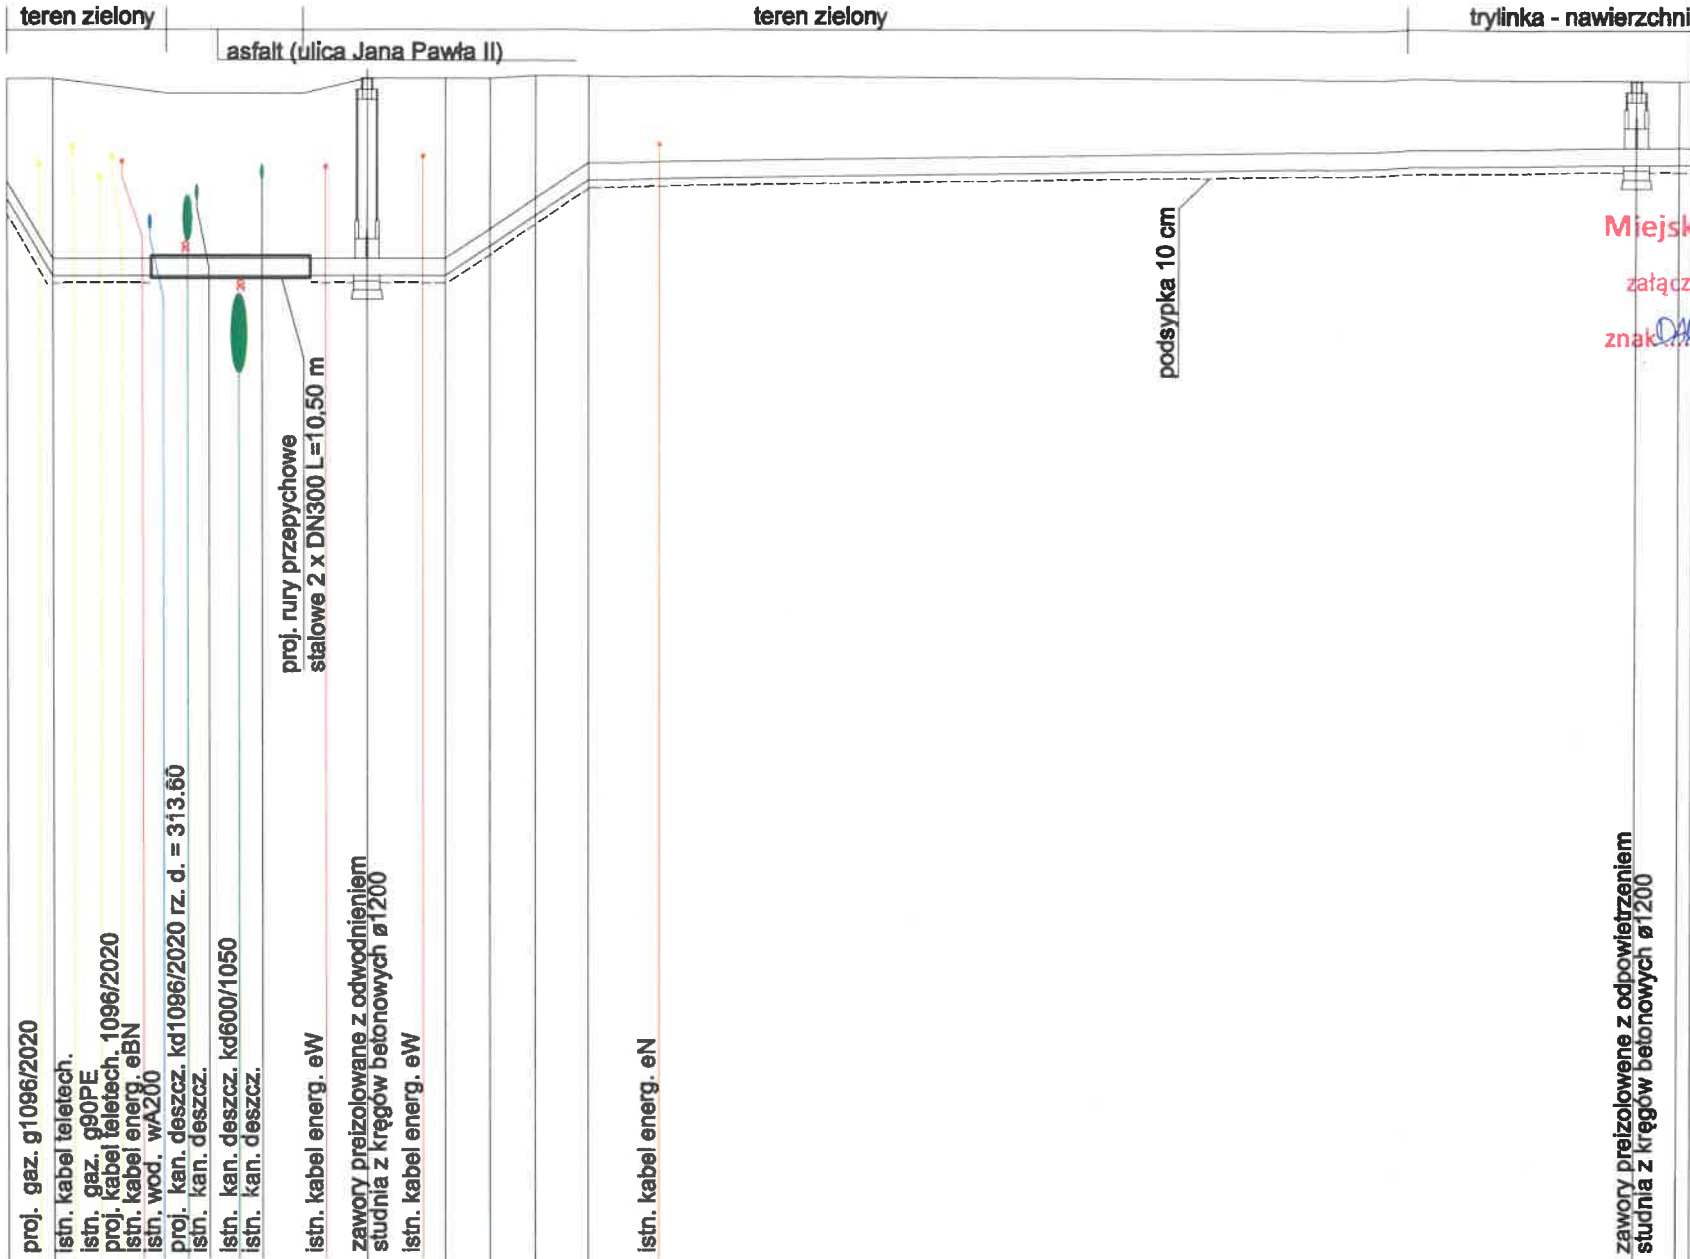 teren zielony
teren zielony
trylinka - nawierzchni
asfalt (ulica Jana Pawła II)
Miejsk
załącz
znak
podsypka 10 cm
proj. rury przepychowe
stalowe 2 x DN300 L=10,50 m
proj. gaz. g1096/2020
istn. kabel teletech.
istn. gaz. g90PE
proj. kabel teletech. 1096/2020
istn. kabel energ. eBN
istn. wod. wA200
proj. kan. deszcz. kd1096/2020 rz. d. = 313.60
istn. kan. deszcz.
istn. kan. deszcz. kd600/1050
istn. kan. deszcz.
istn. kabel energ. eW
zawory preizolowane z odwodnieniem
studnia z kręgów betonowych ø1200
istn. kabel energ. eW
istn. kabel energ. eN
zawory preizolowene z odpowietrzeniem
studnia z kręgów betonowych ø1200